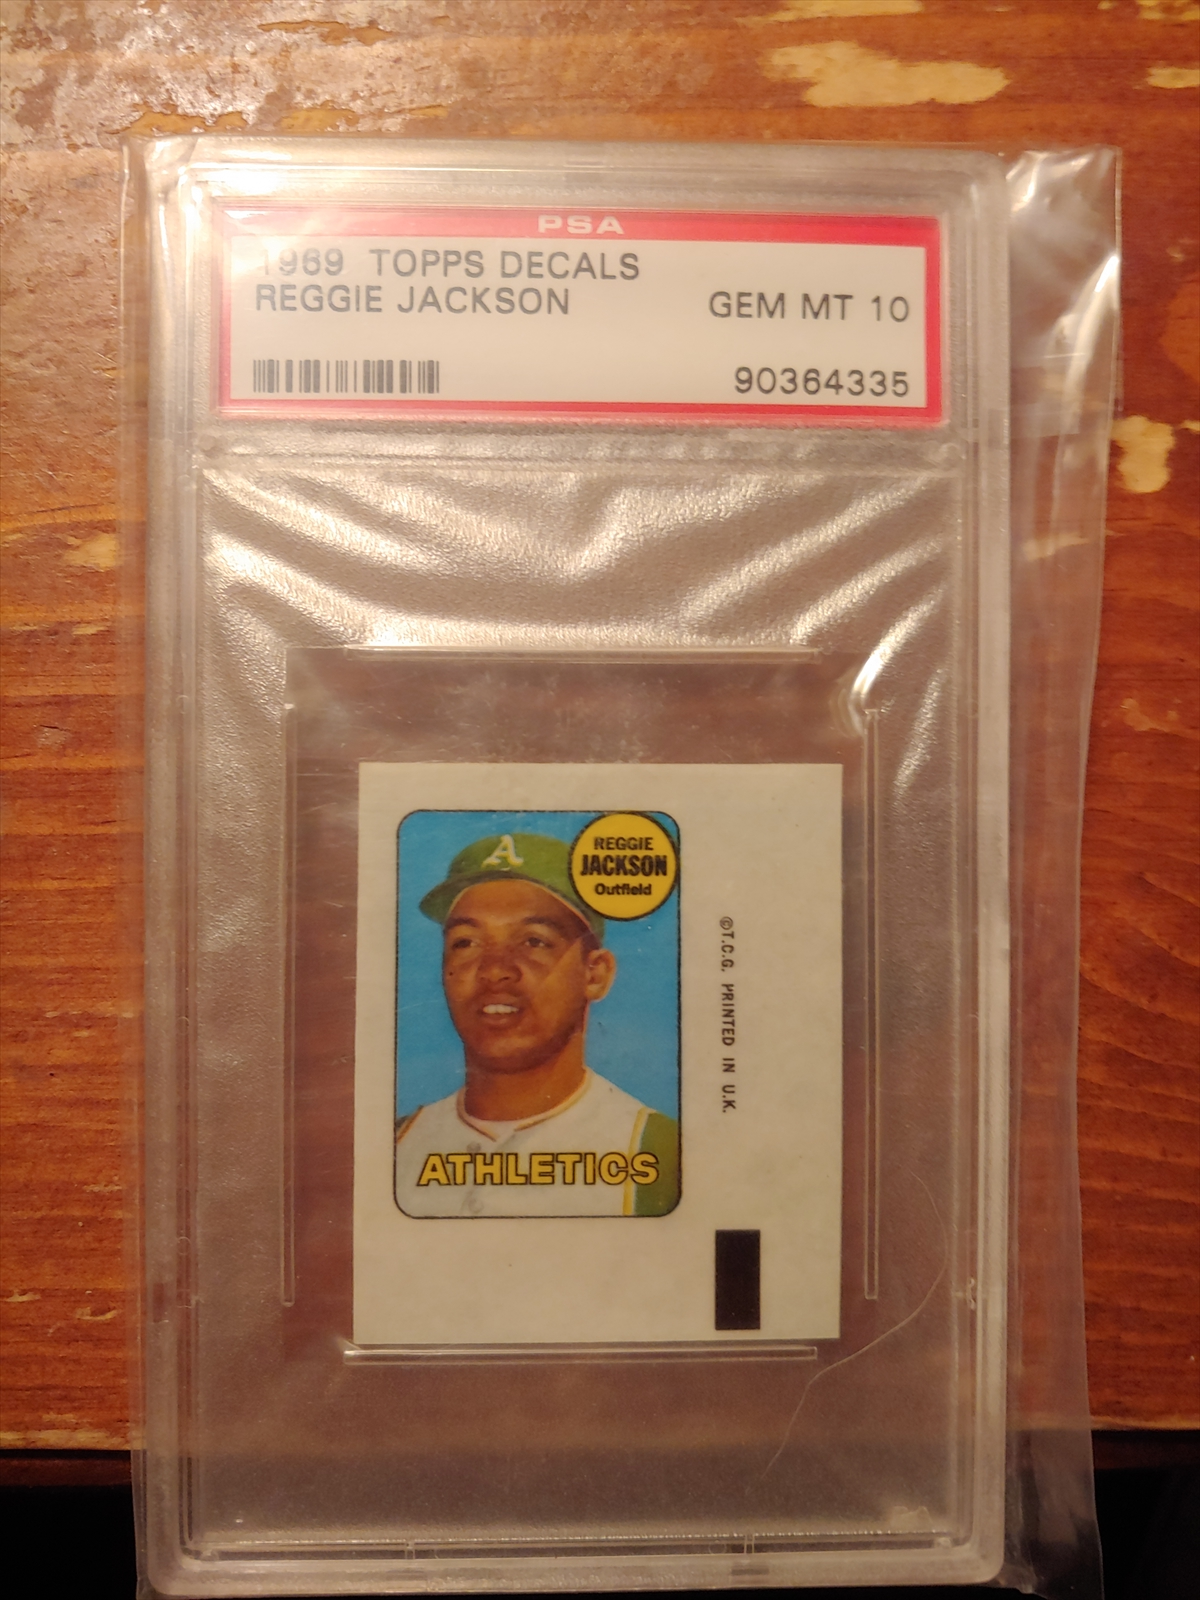 PSA
1969 TOPPS DECALS
REGGIE JACKSON
GEM MT 10
90364335
A
REGGIE
JACKSON
Outfield
©T.C.G. PRINTED IN U.K.
ATHLETICS